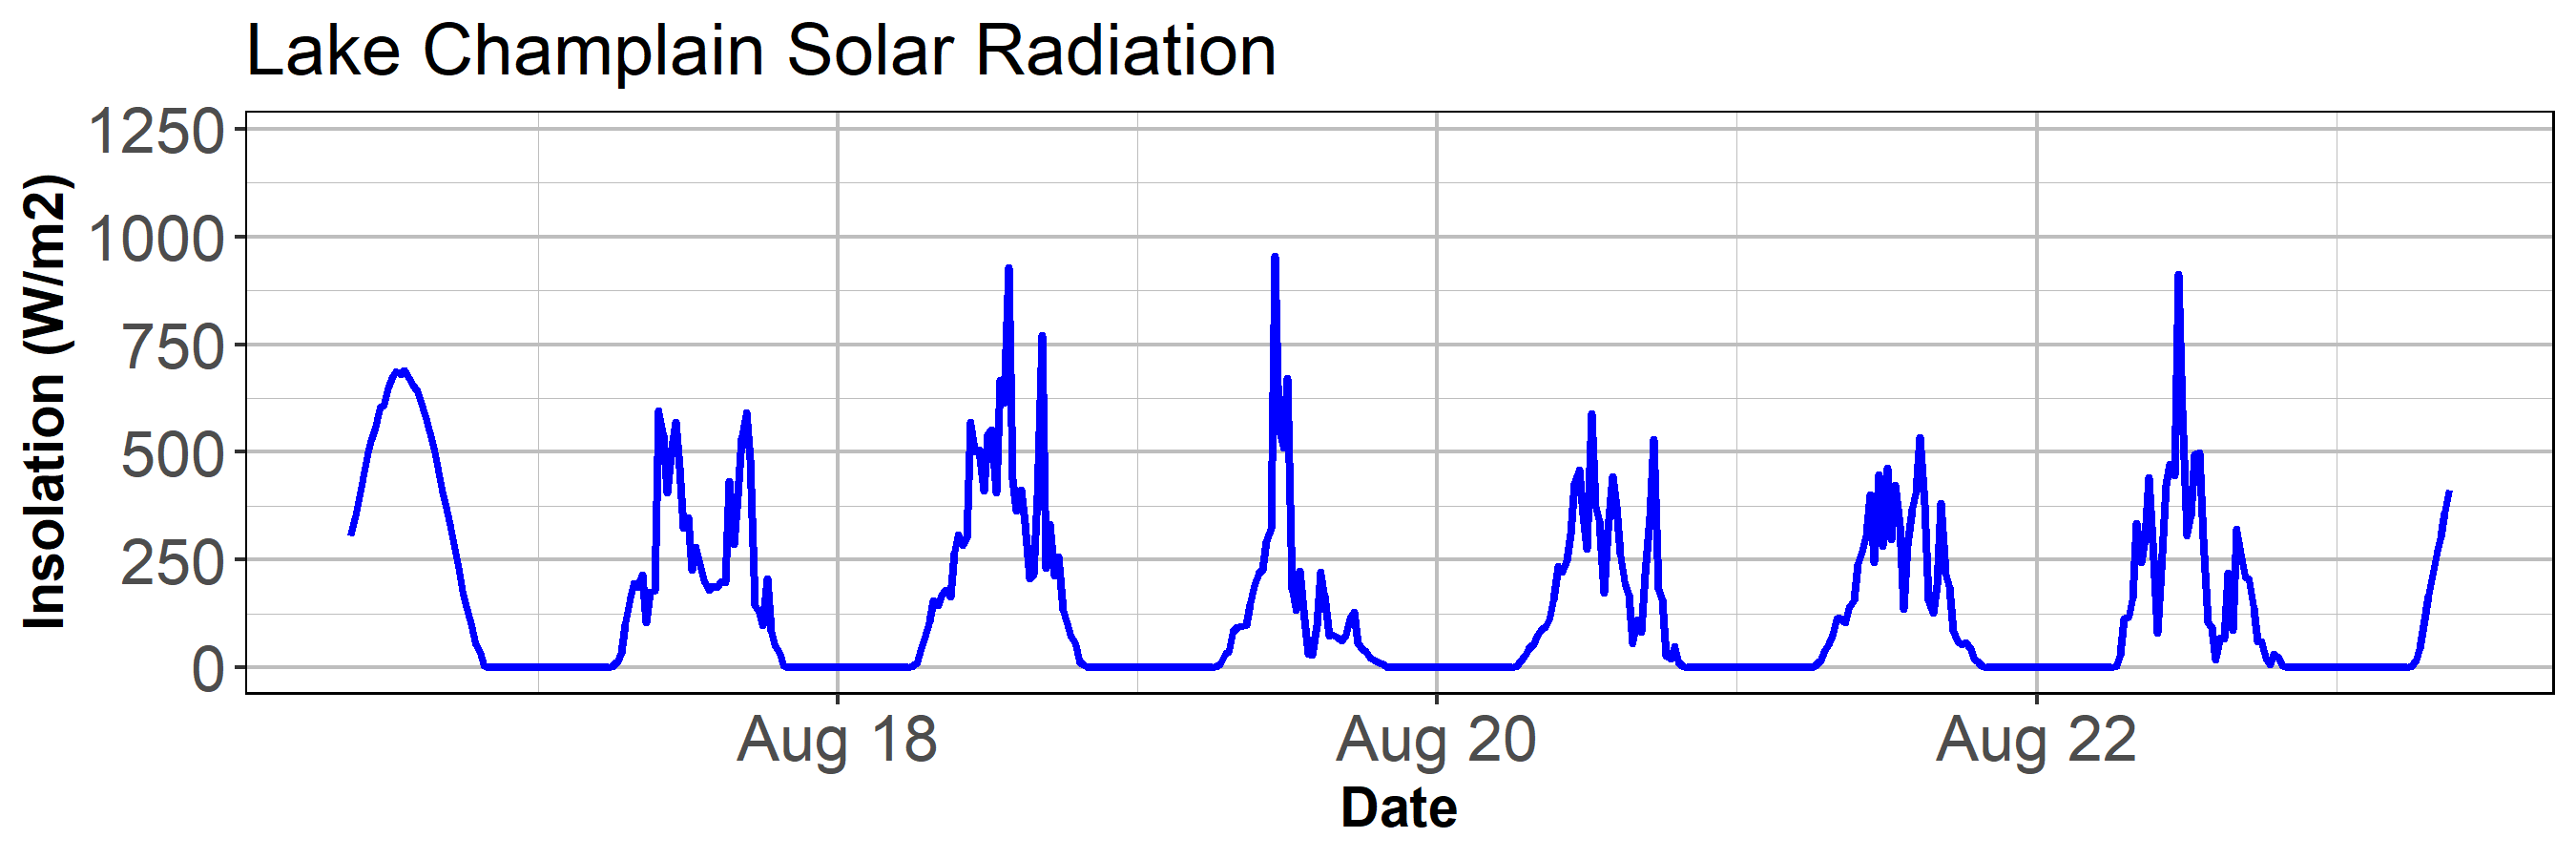 Lake Champlain Solar Radiation
Insolation (W/m2)
1250
1000
750
500
250
0
Aug 18
Aug 20
Aug 22
Date